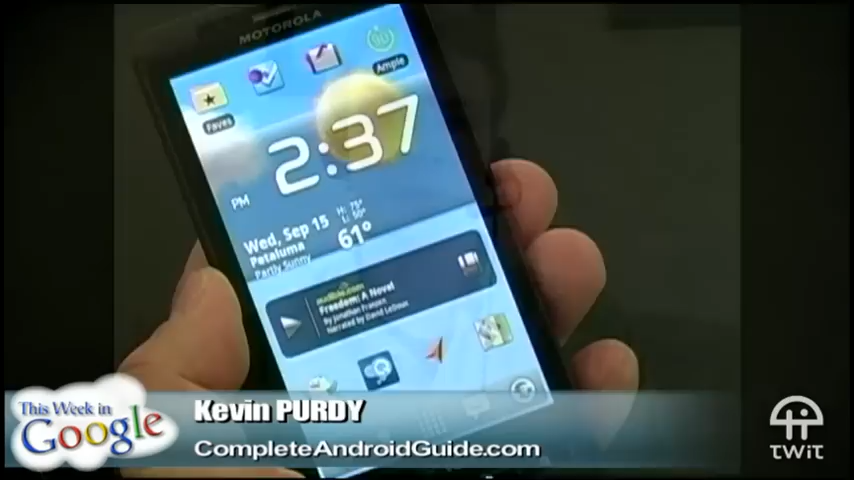 MOTOROLA
90
Ample
Faves
2:37
PM
Wed, Sep 15
H: 75°
L: 50°
Petaluma
61°
Partly Sunny
audible.com
Freedom: A Novel
By Jonathan Franzen
Narrated by David LeDoux
This Week in
Google
Kevin PURDY
CompleteAndroidGuide.com
TWiT